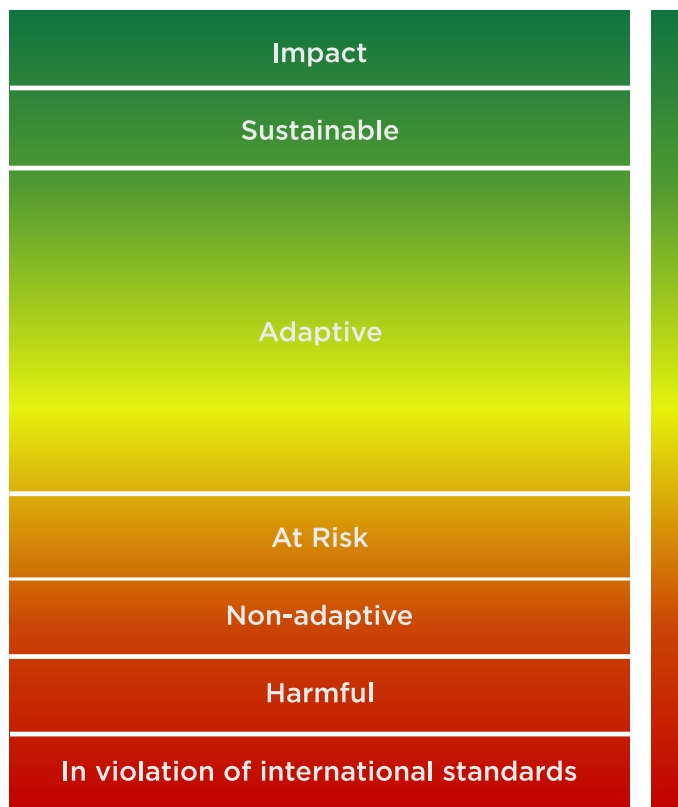 Impact
Sustainable
Adaptive
At Risk
Non-adaptive
Harmful
In violation of international standards